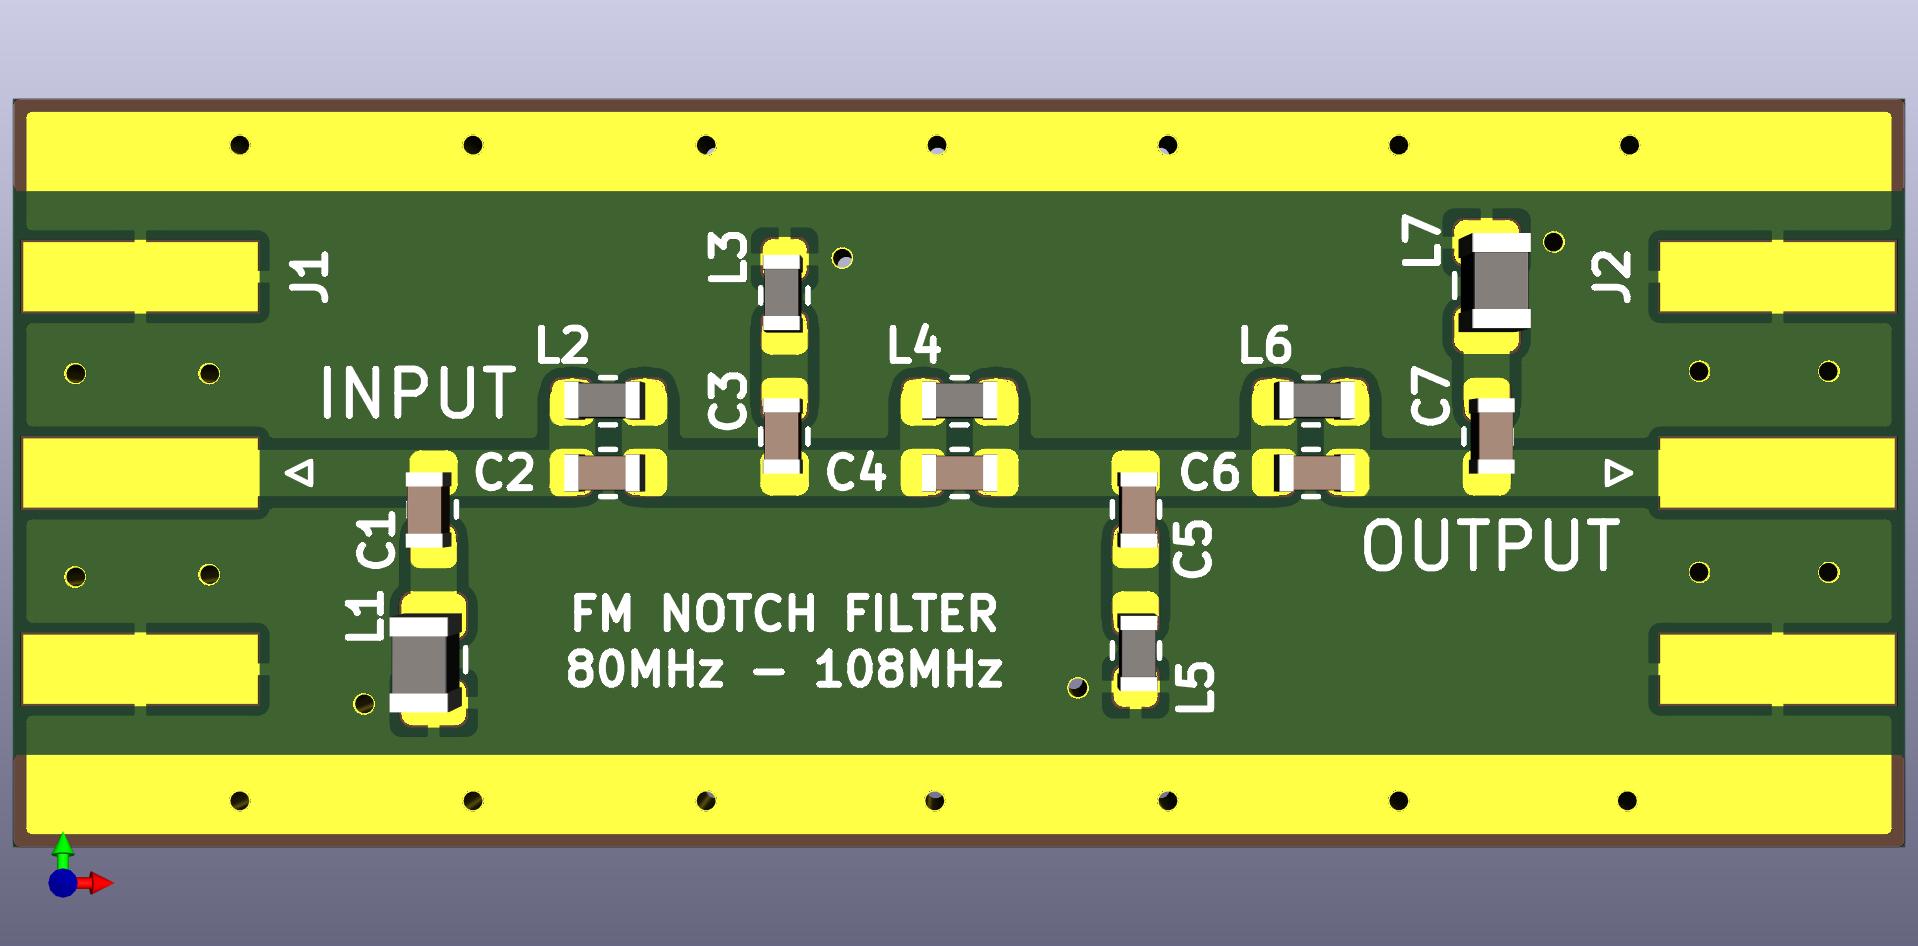 L3
L7
J1
J2
L2
L4
L6
INPUT
C3
C7
C2
C4
C6
C1
C5
OUTPUT
L1
FM NOTCH FILTER
80MHz - 108MHz
L5